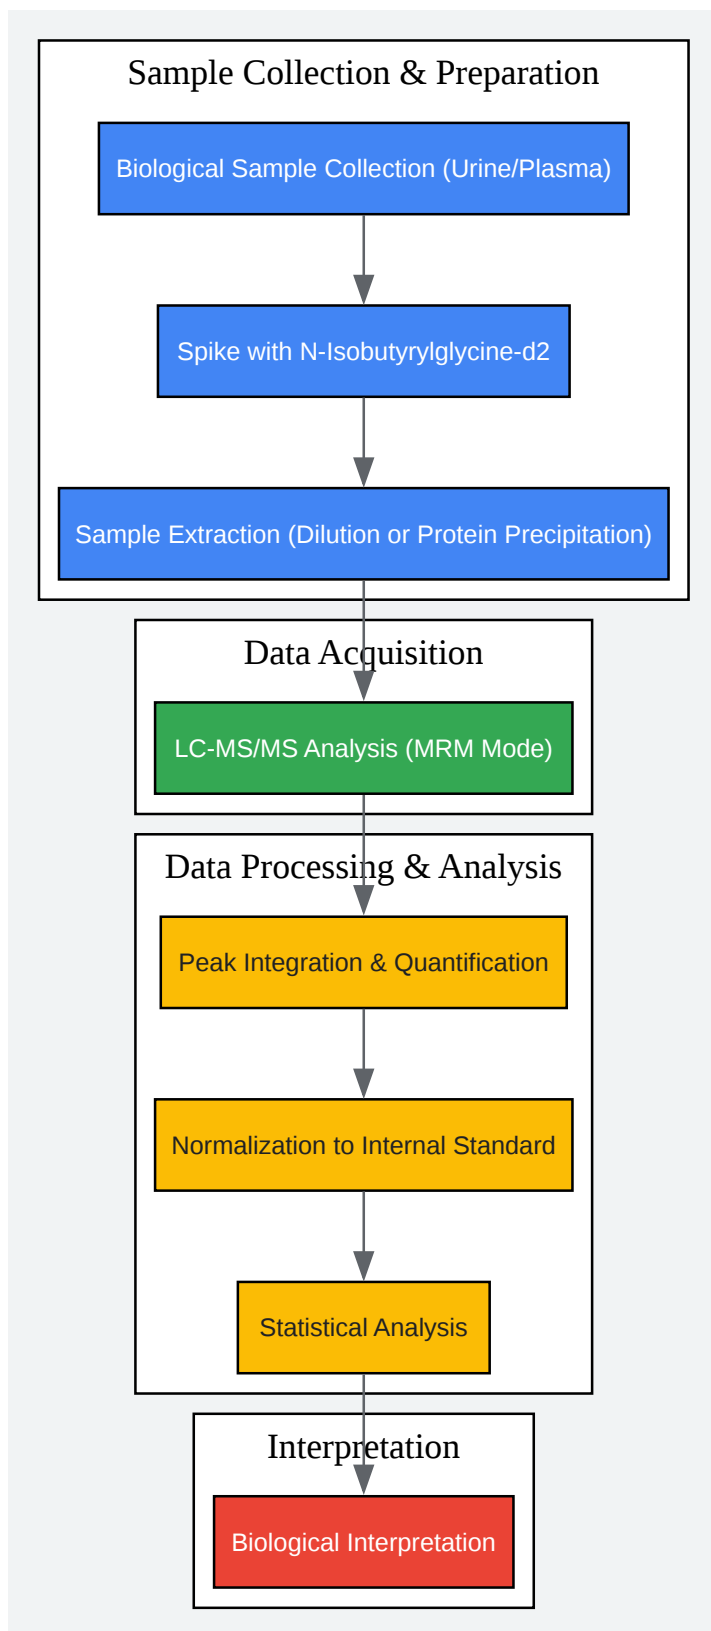 Sample Collection & Preparation
Biological Sample Collection (Urine/Plasma)
Spike with N-Isobutyrylglycine-d2
Sample Extraction (Dilution or Protein Precipitation)
Data Acquisition
LC-MS/MS Analysis (MRM Mode)
Data Processing & Analysis
Peak Integration & Quantification
Normalization to Internal Standard
Statistical Analysis
Interpretation
Biological Interpretation